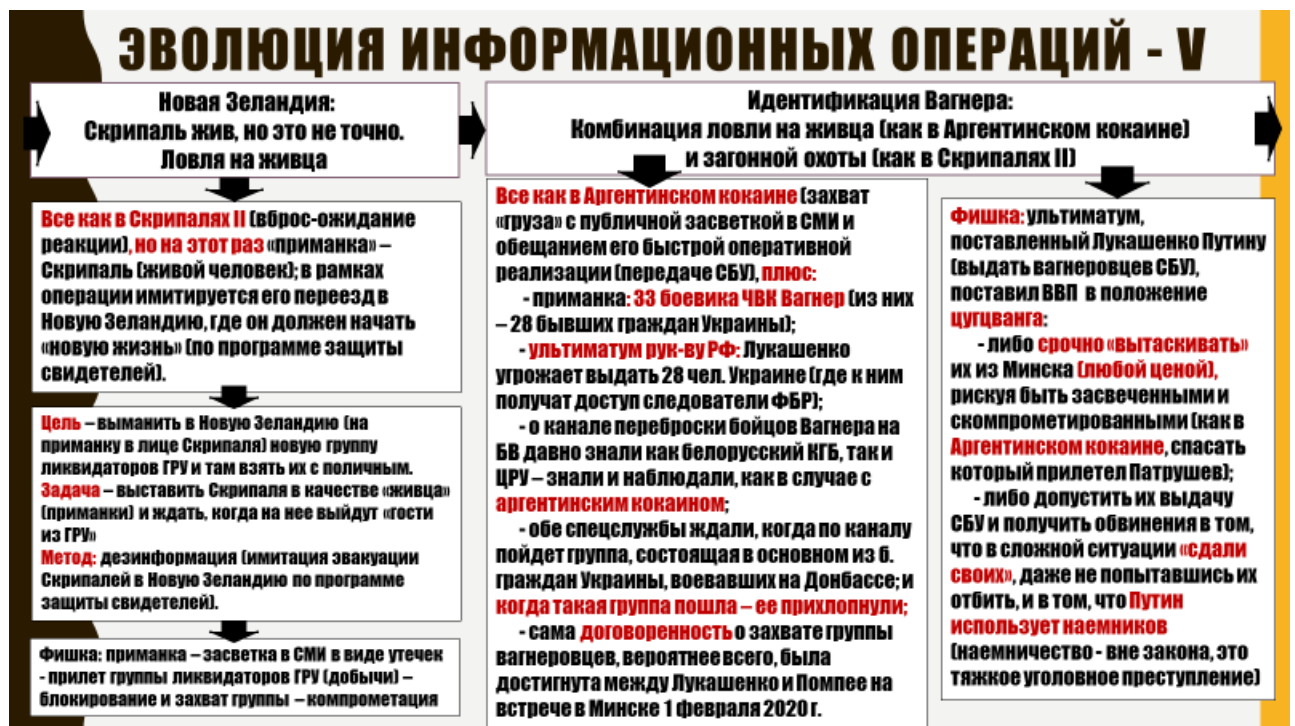 ЭВОЛЮЦИЯ ИНФОРМАЦИОННЫХ ОПЕРАЦИЙ - V
Новая Зеландия:
Скрипаль жив, но это не точно.
Ловля на живца
Все как в Скрипалях II (вброс-ожидание
реакции), но на этот раз «приманка» –
Скрипаль (живой человек); в рамках
операции имитируется его переезд в
Новую Зеландию, где он должен начать
«новую жизнь» (по программе защиты
свидетелей).
Цель – выманить в Новую Зеландию (на
приманку в лице Скрипаля) новую группу
ликвидаторов ГРУ и там взять их с поличным.
Задача – выставить Скрипаля в качестве «живца»
(приманки) и ждать, когда на нее выйдут «гости
из ГРУ»
Метод: дезинформация (имитация эвакуации
Скрипалей в Новую Зеландию по программе
защиты свидетелей).
Фишка: приманка – засветка в СМИ в виде утечек
- прилет группы ликвидаторов ГРУ (добычи) –
блокирование и захват группы – компрометация
Идентификация Вагнера:
Комбинация ловли на живца (как в Аргентинском кокаине)
и загонной охоты (как в Скрипалях II)
Все как в Аргентинском кокаине (захват
«груза» с публичной засветкой в СМИ и
обещанием его быстрой оперативной
реализации (передаче СБУ), плюс:
- приманка: 33 боевика ЧВК Вагнер (из них
– 28 бывших граждан Украины);
- ультиматум рук-ву РФ: Лукашенко
угрожает выдать 28 чел. Украине (где к ним
получат доступ следователи ФБР);
- о канале переброски бойцов Вагнера на
БВ давно знали как белорусский КГБ, так и
ЦРУ – знали и наблюдали, как в случае с
аргентинским кокаином;
- обе спецслужбы ждали, когда по каналу
пойдет группа, состоящая в основном из б.
граждан Украины, воевавших на Донбассе; и
когда такая группа пошла – ее прихлопнули;
- сама договоренность о захвате группы
вагнеровцев, вероятнее всего, была
достигнута между Лукашенко и Помпее на
встрече в Минске 1 февраля 2020 г.
Фишка: ультиматум,
поставленный Лукашенко Путину
(выдать вагнеровцев СБУ),
поставил ВВП в положение
цугцванга:
- либо срочно «вытаскивать»
их из Минска (любой ценой),
рискуя быть засвеченными и
скомпрометированными (как в
Аргентинском кокаине, спасать
который прилетел Патрушев);
- либо допустить их выдачу
СБУ и получить обвинения в том,
что в сложной ситуации «сдали
своих», даже не попытавшись их
отбить, и в том, что Путин
использует наемников
(наемничество - вне закона, это
тяжкое уголовное преступление)